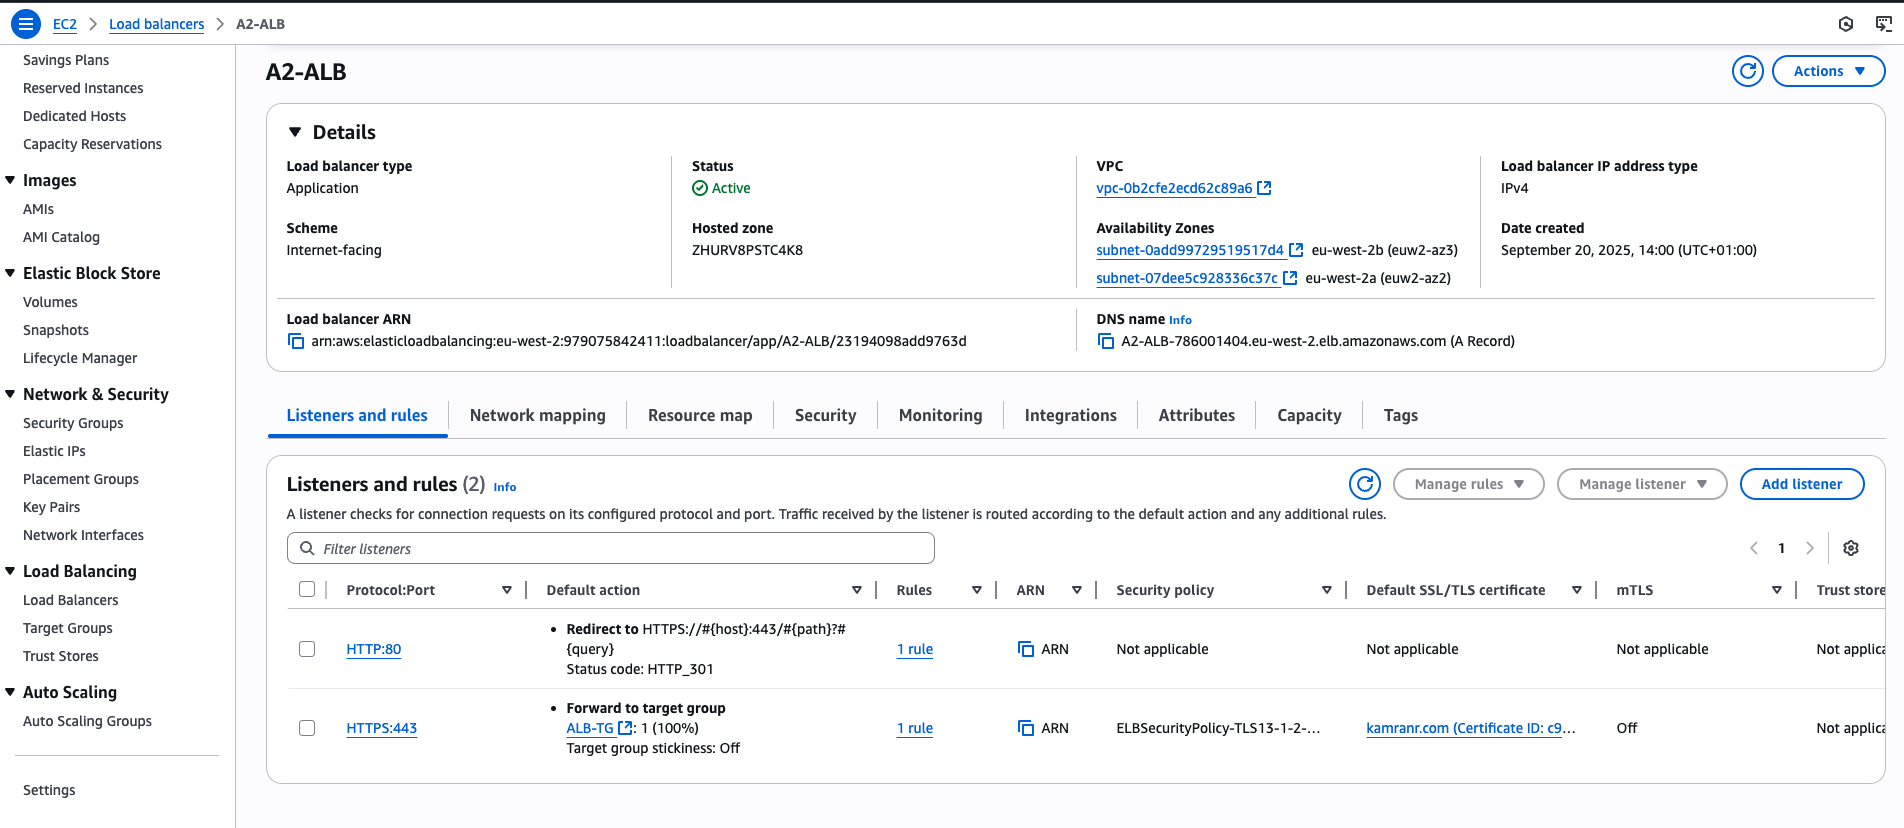 EC2 > Load balancers > A2-ALB
Savings Plans
Reserved Instances
Dedicated Hosts
Capacity Reservations
Images
AMIs
AMI Catalog
Elastic Block Store
Volumes
Snapshots
Lifecycle Manager
Network & Security
Security Groups
Elastic IPs
Placement Groups
Key Pairs
Network Interfaces
Load Balancing
Load Balancers
Target Groups
Trust Stores
Auto Scaling
Auto Scaling Groups
Settings
A2-ALB
Actions
Details
Load balancer type
Application
Status
Active
VPC
vpc-0b2cfe2ecd62c89a6
Load balancer IP address type
IPv4
Scheme
Internet-facing
Hosted zone
ZHURV8PSTC4K8
Availability Zones
subnet-0add99729519517d4 eu-west-2b (euw2-az3)
subnet-07dee5c928336c37c eu-west-2a (euw2-az2)
Date created
September 20, 2025, 14:00 (UTC+01:00)
Load balancer ARN
arn:aws:elasticloadbalancing:eu-west-2:979075842411:loadbalancer/app/A2-ALB/23194098add9763d
DNS name Info
A2-ALB-786001404.eu-west-2.elb.amazonaws.com (A Record)
Listeners and rules Network mapping Resource map Security Monitoring Integrations Attributes Capacity Tags
Listeners and rules (2) Info
Manage rules Manage listener Add listener
A listener checks for connection requests on its configured protocol and port. Traffic received by the listener is routed according to the default action and any additional rules.
Filter listeners
1
Protocol:Port Default action Rules ARN Security policy Default SSL/TLS certificate mTLS Trust store
HTTP:80
• Redirect to HTTPS://#{host}:443/#{path}?#
{query}
Status code: HTTP_301
1 rule
ARN
Not applicable
Not applicable
Not applicable
Not applica
HTTPS:443
• Forward to target group
ALB-TG : 1 (100%)
Target group stickiness: Off
1 rule
ARN
ELBSecurityPolicy-TLS13-1-2-...
kamranr.com (Certificate ID: c9...
Off
Not applica